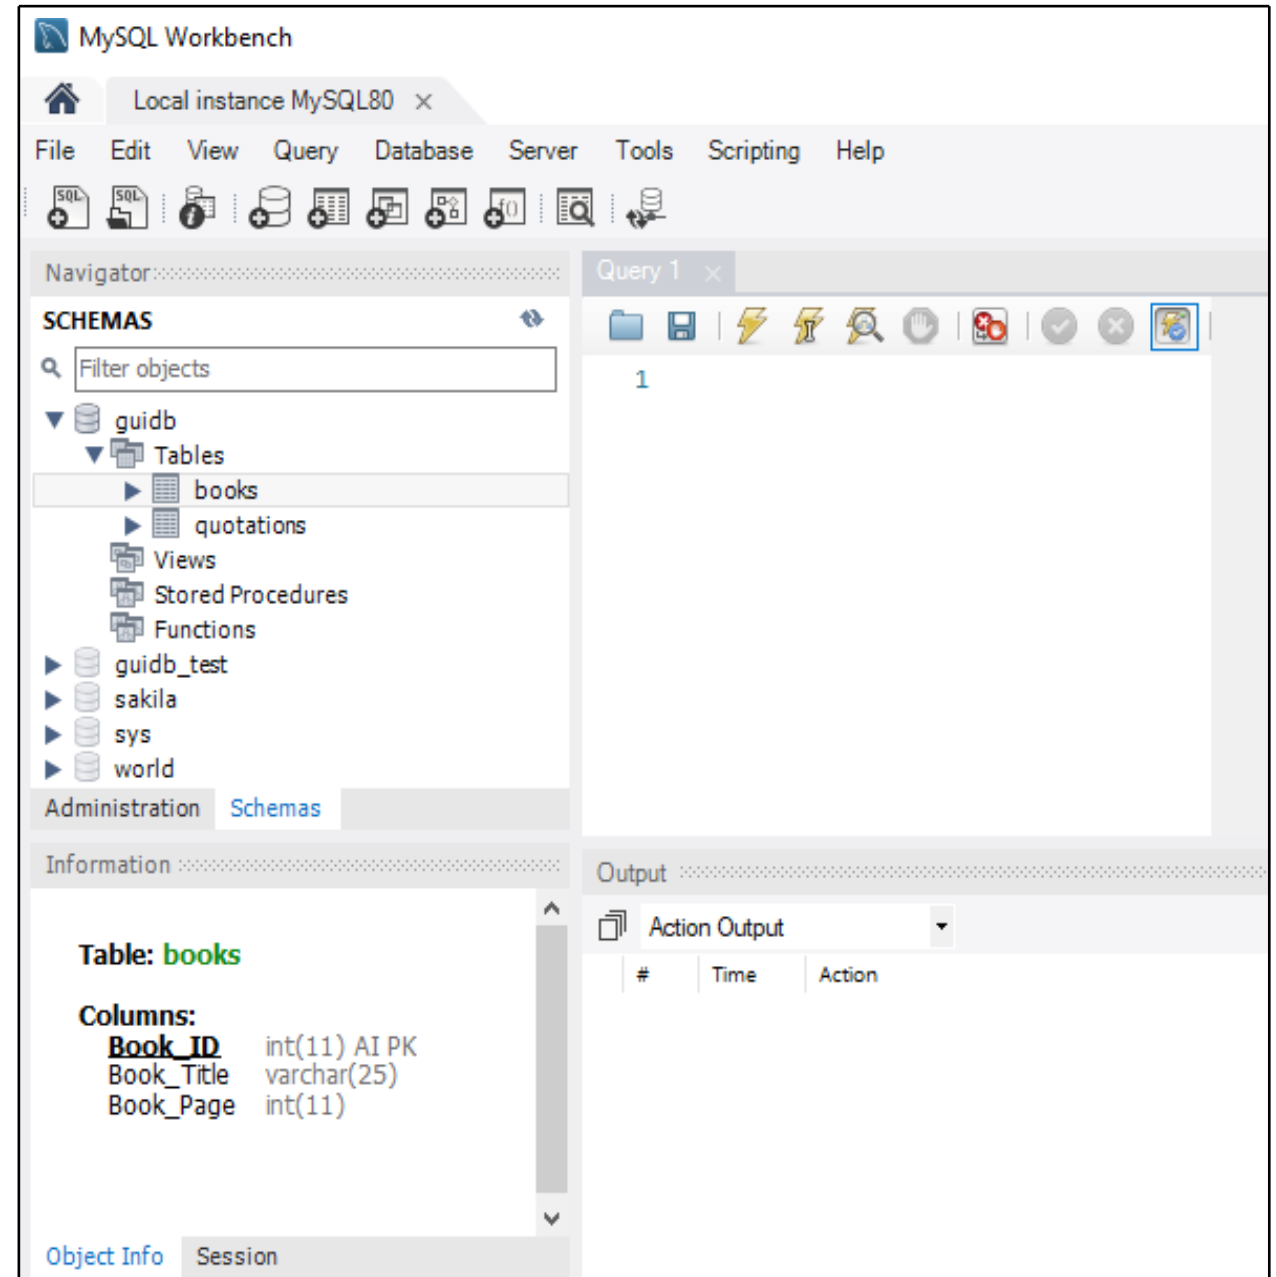 MySQL Workbench
Local instance MySQL80 ×
File Edit View Query Database Server Tools Scripting Help
SQL SQL f()
Navigator
SCHEMAS
Filter objects
guidb
Tables
books
quotations
Views
Stored Procedures
Functions
guidb_test
sakila
sys
world
Administration Schemas
Information
Table: books
Columns:
Book_ID int(11) AI PK
Book_Title varchar(25)
Book_Page int(11)
Object Info Session
Query 1 ×
1
Output
Action Output
# Time Action